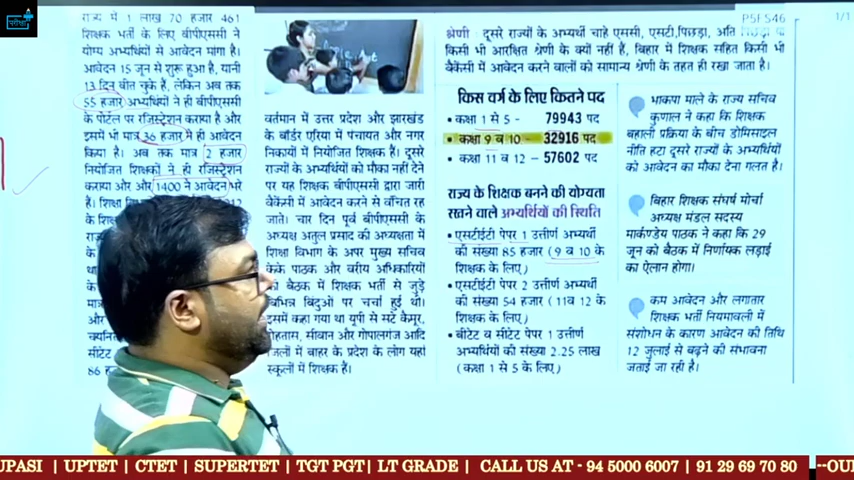 परीक्षा
राज्य में 1 लाख 70 हजार 461
शिक्षक भर्ती के लिए बीपीएससी ने
योग्य अभ्यर्थियों से आवेदन मांगा है।
आवेदन 15 जून से शुरू हुआ है, यानी
13 दिन बीत चुके हैं, लेकिन अब तक
55 हजार अभ्यर्थियों ने ही बीपीएससी
के पोर्टल पर रजिस्ट्रेशन कराया है और
इसमें भी मात्र 36 हजार ने ही आवेदन
किया है। अब तक मात्र 2 हजार
नियोजित शिक्षकों ने ही रजिस्ट्रेशन
कराया और और 1400 ने आवेदन भरे
हैं। शिक्षा
के शिक्ष
राज्य
के
था
के
मात्र
और
चयनित
सीटेट
86 ह
वर्तमान में उत्तर प्रदेश और झारखंड
के बॉर्डर एरिया में पंचायत और नगर
निकायों में नियोजित शिक्षक हैं। दूसरे
राज्यों के अभ्यर्थियों को मौका नहीं देने
पर यह शिक्षक बीपीएससी द्वारा जारी
वैकेंसी में आवेदन करने से वंचित रह
जाते। चार दिन पूर्व बीपीएससी के
अध्यक्ष अतुल प्रसाद की अध्यक्षता में
शिक्षा विभाग के अपर मुख्य सचिव
केके पाठक और वरीय अधिकारियों
की बैठक में शिक्षक भर्ती से जुड़े
विभिन्न बिंदुओं पर चर्चा हुई थी।
इसमें कहा गया था यूपी से सटे कैमूर,
रोहतास, सीवान और गोपालगंज आदि
जिलों में बाहर के प्रदेश के लोग यहां
स्कूलों में शिक्षक हैं।
श्रेणी दूसरे राज्यों के अभ्यर्थी चाहे एससी, एसटी,पिछड़ा, अति पिछड़ा या
किसी भी आरक्षित श्रेणी के क्यों नहीं हैं, बिहार में शिक्षक सहित किसी भी
वैकेंसी में आवेदन करने वालों को सामान्य श्रेणी के तहत ही रखा जाता है।
किस वर्ग के लिए कितने पद
• कक्षा 1 से 5 - 79943 पद
• कक्षा 9 व 10 - 32916 पद
• कक्षा 11 व 12 – 57602 पद
राज्य के शिक्षक बनने की योग्यता
रखने वाले अभ्यर्थियों की स्थिति
• एसटीईटी पेपर 1 उत्तीर्ण अभ्यर्थी
की संख्या 85 हजार (9 व 10 के
शिक्षक के लिए)
• एसटीईटी पेपर 2 उत्तीर्ण अभ्यर्थी
की संख्या 54 हजार (11व 12 के
शिक्षक के लिए)
• बीटेट व सीटेट पेपर 1 उत्तीर्ण
अभ्यर्थियों की संख्या 2.25 लाख
(कक्षा 1 से 5 के लिए)
भाकपा माले के राज्य सचिव
कुणाल ने कहा कि शिक्षक
बहाली प्रक्रिया के बीच डोमिसाइल
नीति हटा दूसरे राज्यों के अभ्यर्थियों
को आवेदन का मौका देना गलत है।
बिहार शिक्षक संघर्ष मोर्चा
अध्यक्ष मंडल सदस्य
मार्कण्डेय पाठक ने कहा कि 29
जून को बैठक में निर्णायक लड़ाई
का ऐलान होगा।
कम आवेदन और लगातार
शिक्षक भर्ती नियमावली में
संशोधन के कारण आवेदन की तिथि
12 जुलाई से बढ़ने की संभावना
जताई जा रही है।
1/1
UPASI | UPTET | CTET | SUPERTET | TGT PGT| LT GRADE | CALL US AT - 94 5000 6007 | 91 29 69 70 80 --OU